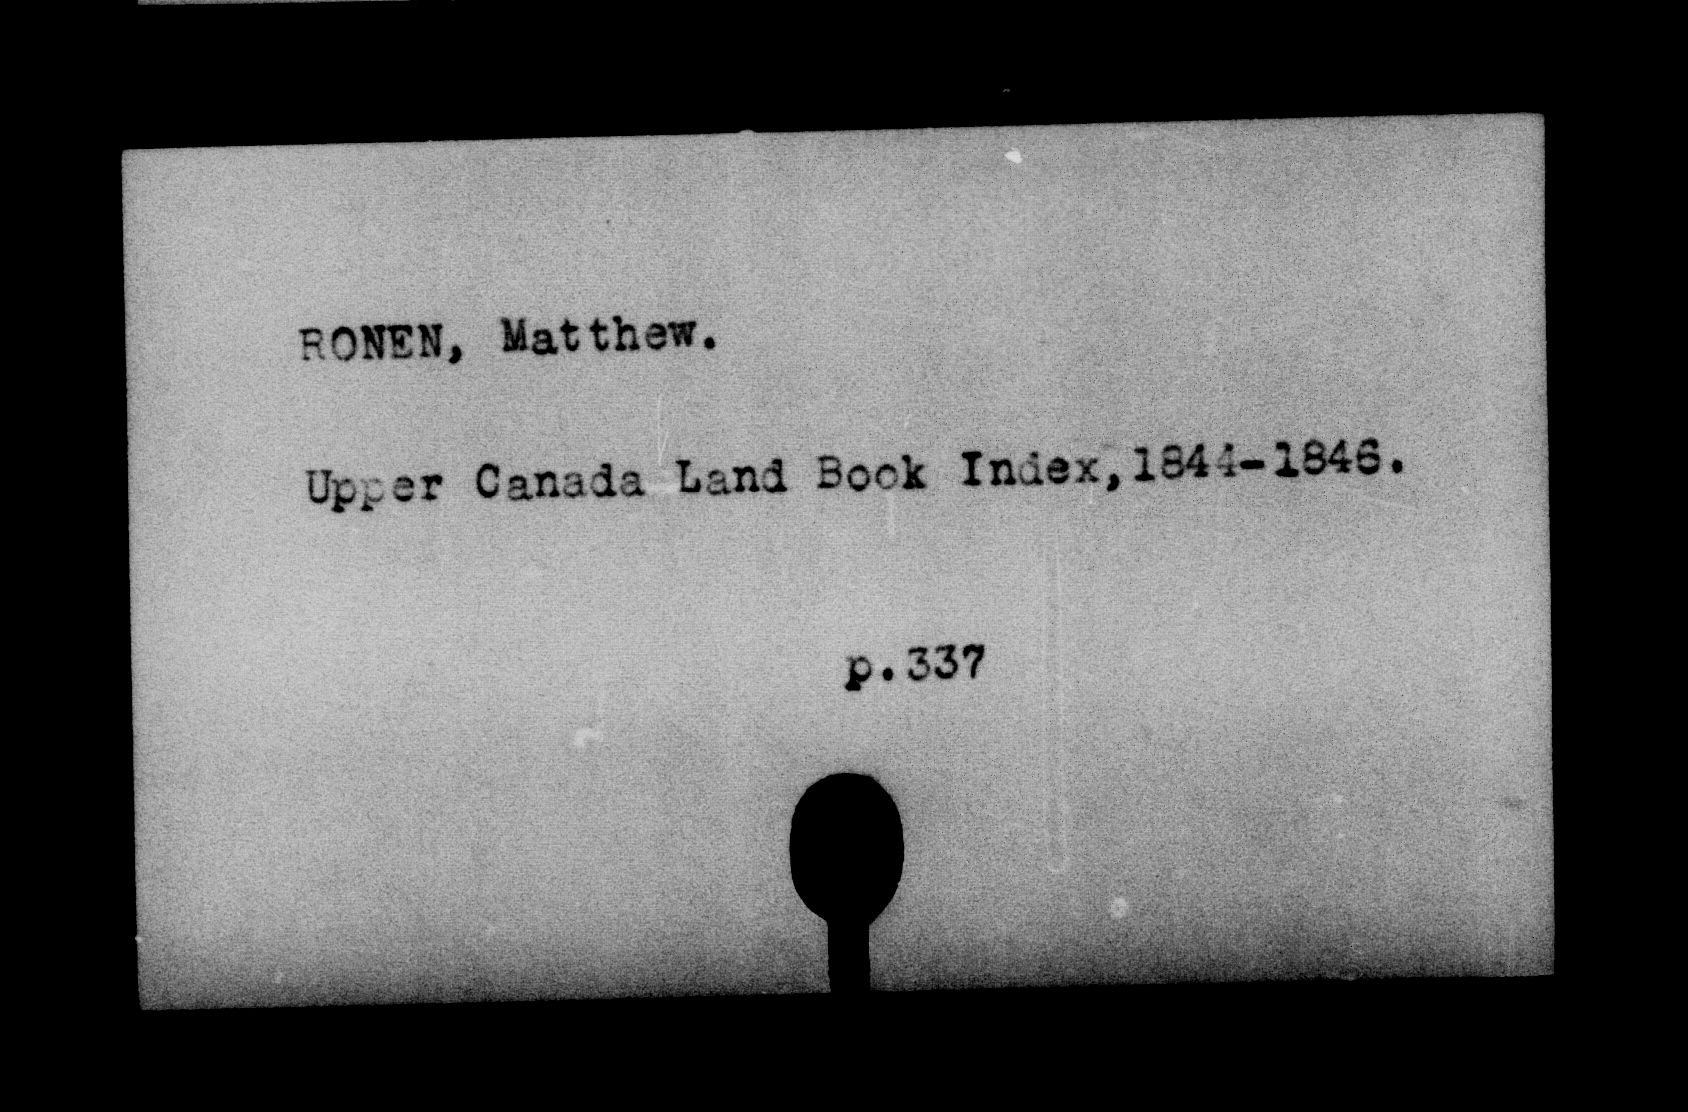 RONEN, Matthew.
Upper Canada Land Book Index,1844-1846.
p.337